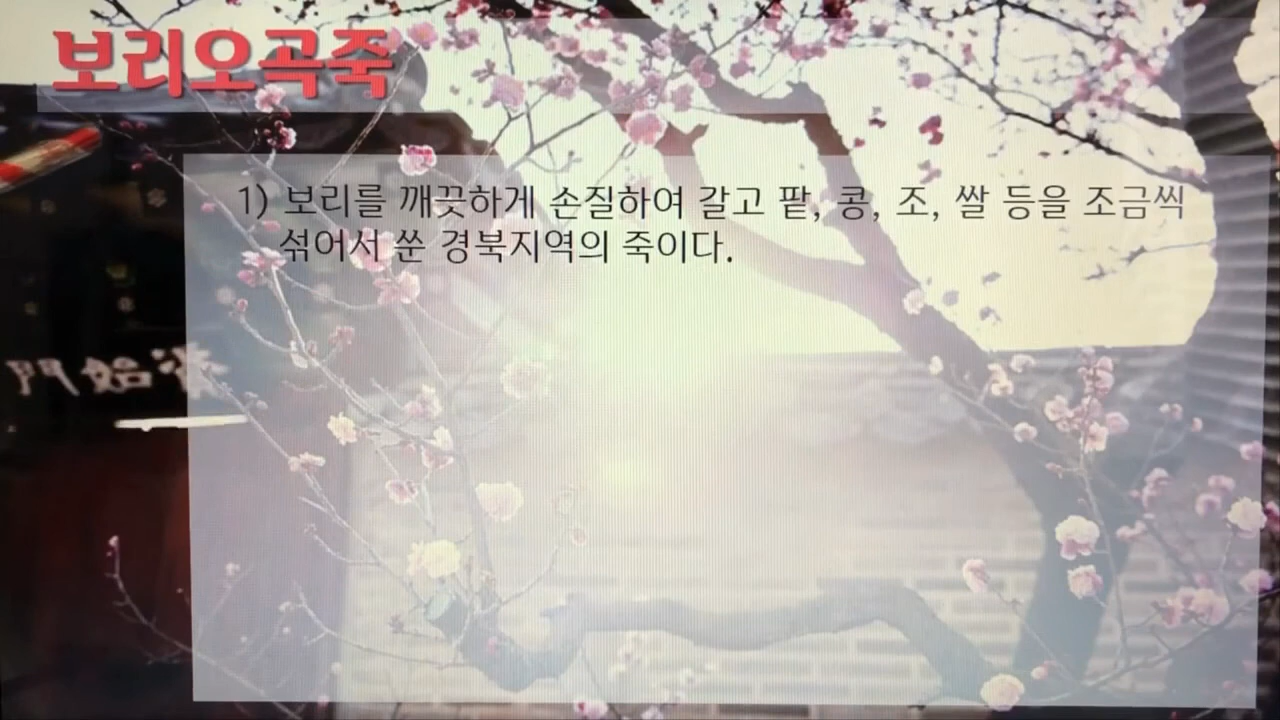 보리오곡죽
1) 보리를 깨끗하게 손질하여 갈고 팥, 콩, 조, 쌀 등을 조금씩
섞어서 쑨 경북지역의 죽이다.